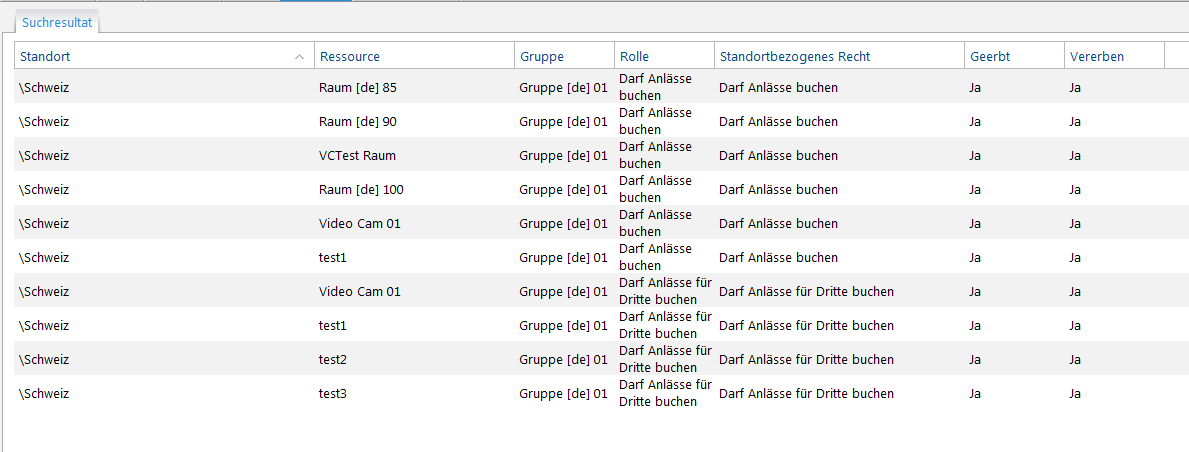 Suchresultat
Standort Ressource Gruppe Rolle Standortbezogenes Recht Geerbt Vererben
\Schweiz Raum [de] 85 Gruppe [de] 01 Darf Anlässe buchen Darf Anlässe buchen Ja Ja
\Schweiz Raum [de] 90 Gruppe [de] 01 Darf Anlässe buchen Darf Anlässe buchen Ja Ja
\Schweiz VCTest Raum Gruppe [de] 01 Darf Anlässe buchen Darf Anlässe buchen Ja Ja
\Schweiz Raum [de] 100 Gruppe [de] 01 Darf Anlässe buchen Darf Anlässe buchen Ja Ja
\Schweiz Video Cam 01 Gruppe [de] 01 Darf Anlässe buchen Darf Anlässe buchen Ja Ja
\Schweiz test1 Gruppe [de] 01 Darf Anlässe buchen Darf Anlässe buchen Ja Ja
\Schweiz Video Cam 01 Gruppe [de] 01 Darf Anlässe für Dritte buchen Darf Anlässe für Dritte buchen Ja Ja
\Schweiz test1 Gruppe [de] 01 Darf Anlässe für Dritte buchen Darf Anlässe für Dritte buchen Ja Ja
\Schweiz test2 Gruppe [de] 01 Darf Anlässe für Dritte buchen Darf Anlässe für Dritte buchen Ja Ja
\Schweiz test3 Gruppe [de] 01 Darf Anlässe für Dritte buchen Darf Anlässe für Dritte buchen Ja Ja